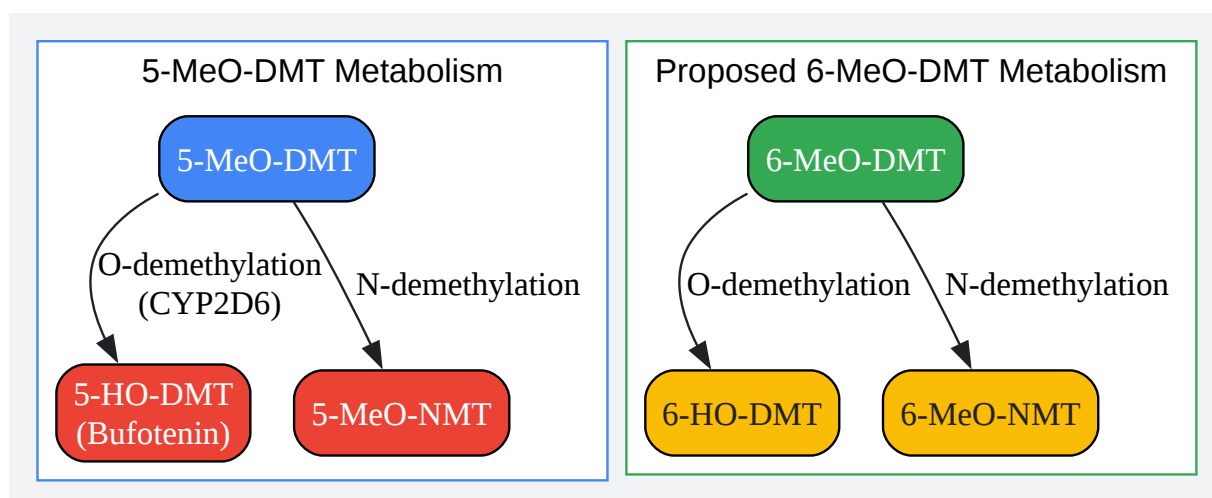 5-MeO-DMT Metabolism
5-MeO-DMT
O-demethylation
(CYP2D6)
N-demethylation
5-HO-DMT
(Bufotenin)
5-MeO-NMT
Proposed 6-MeO-DMT Metabolism
6-MeO-DMT
O-demethylation
N-demethylation
6-HO-DMT
6-MeO-NMT